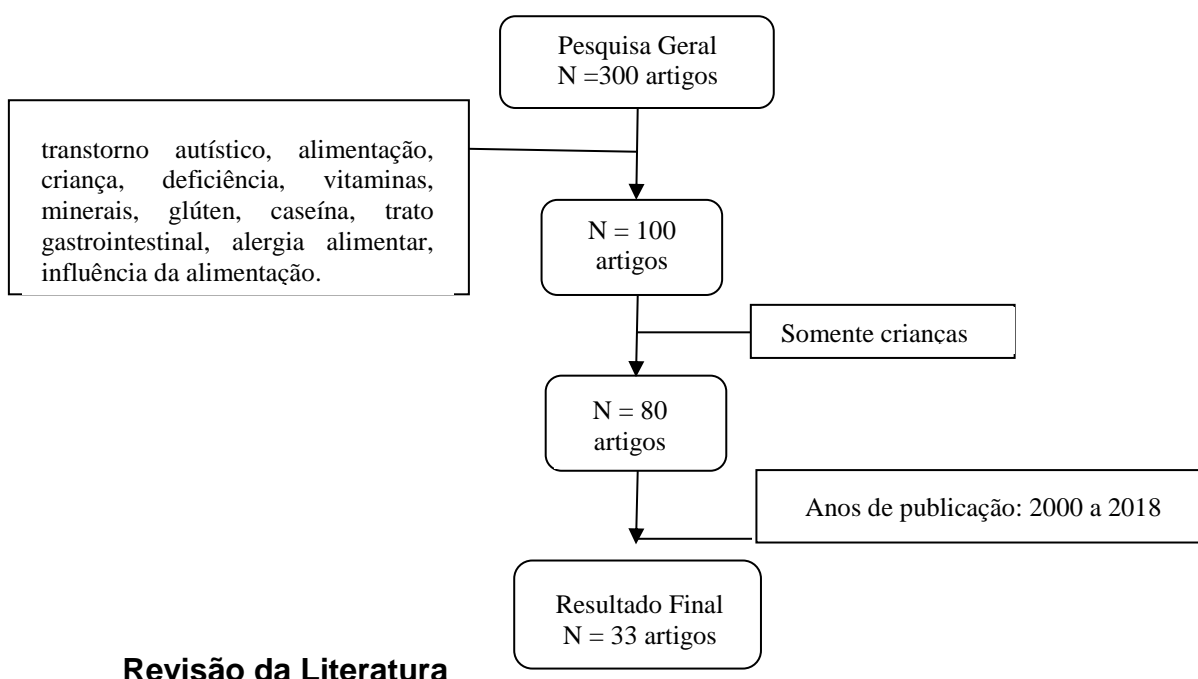 Pesquisa Geral
N =300 artigos
transtorno autístico, alimentação,
criança, deficiência, vitaminas,
minerais, glúten, caseína, trato
gastrointestinal, alergia alimentar,
influência da alimentação.
N = 100
artigos
Somente crianças
N = 80
artigos
Anos de publicação: 2000 a 2018
Resultado Final
N = 33 artigos
Revisão da Literatura